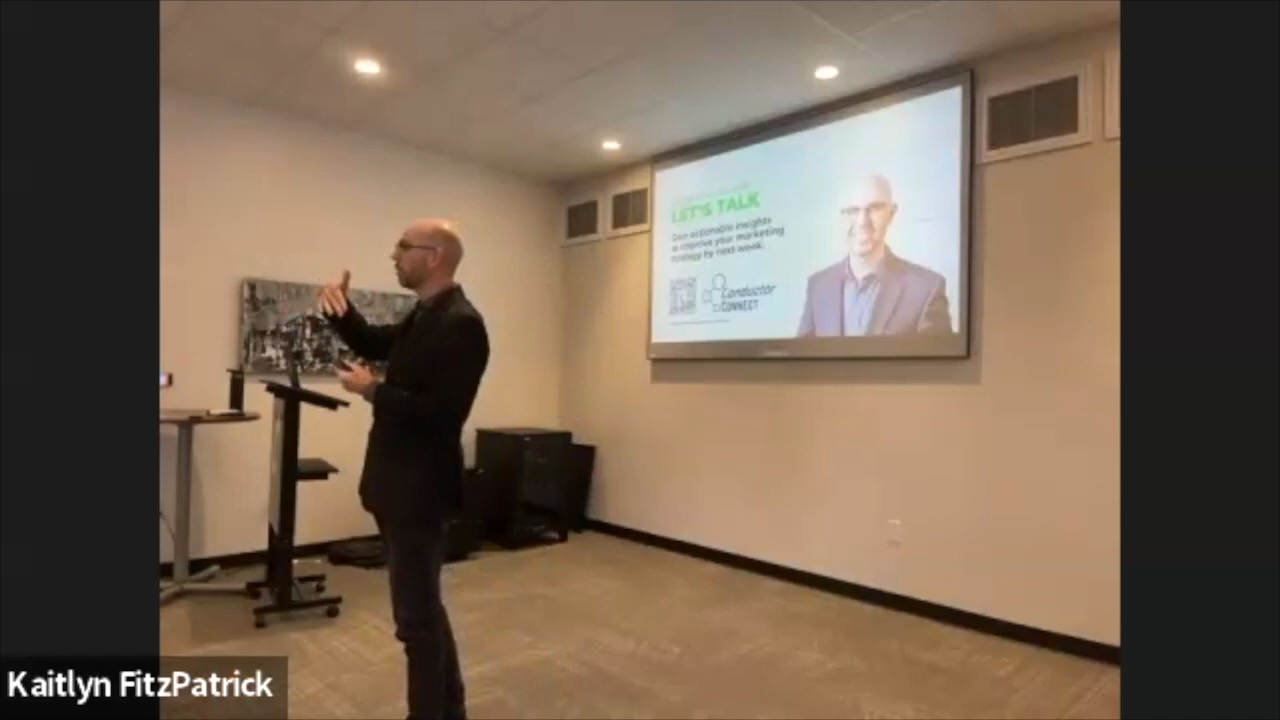 LET'S TALK
Gain actionable insights
to improve your marketing
strategy by next week.
Conductor
CONNECT
Kaitlyn FitzPatrick